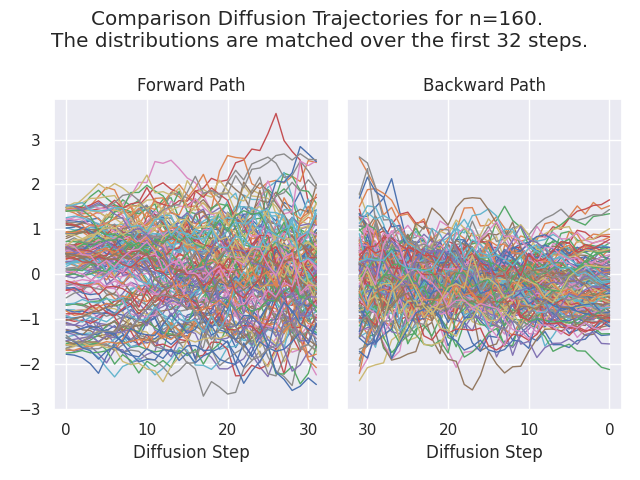 Comparison Diffusion Trajectories for n=160.
The distributions are matched over the first 32 steps.
Forward Path
Backward Path
3
2
1
0
−1
−2
−3
0 10 20 30
30 20 10 0
Diffusion Step
Diffusion Step